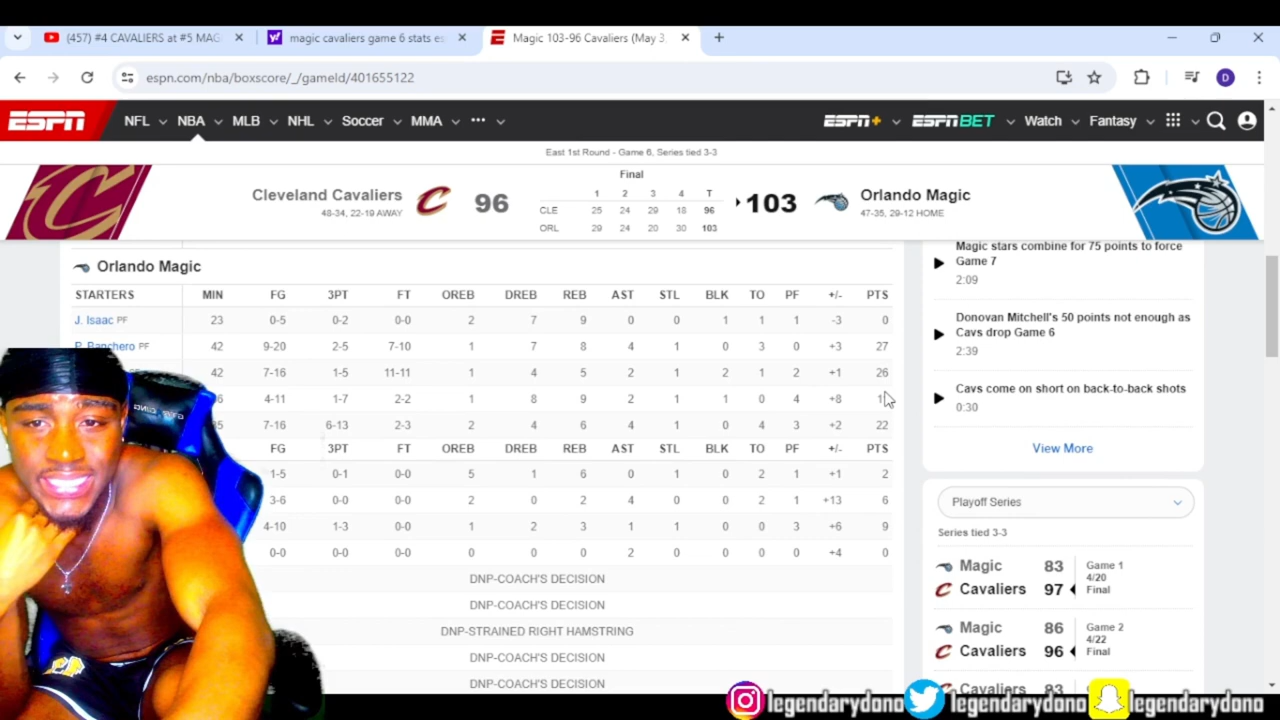 (457) #4 CAVALIERS at #5 MAG
magic cavaliers game 6 stats es
Magic 103-96 Cavaliers (May 3,
espn.com/nba/boxscore/_/gameId/401655122
D
ESPN NFL NBA MLB NHL Soccer MMA ••• ESPN+ ESPN BET Watch Fantasy
East 1st Round - Game 6, Series tied 3-3
Final
Cleveland Cavaliers
48-34, 22-19 AWAY
96
1 2 3 4 T
CLE 25 24 29 18 96
ORL 29 24 20 30 103
103
Orlando Magic
47-35, 29-12 HOME
Orlando Magic
STARTERS MIN FG 3PT FT OREB DREB REB AST STL BLK TO PF +/- PTS
J. Isaac PF 23 0-5 0-2 0-0 2 7 9 0 0 1 1 1 -3 0
P. Banchero PF 42 9-20 2-5 7-10 1 7 8 4 1 0 3 0 +3 27
42 7-16 1-5 11-11 1 4 5 2 1 2 1 2 +1 26
4-11 1-7 2-2 1 8 9 2 1 1 0 4 +8
7-16 6-13 2-3 2 4 6 4 1 0 4 3 +2 22
FG 3PT FT OREB DREB REB AST STL BLK TO PF +/- PTS
1-5 0-1 0-0 5 1 6 0 1 0 2 1 +1 2
3-6 0-0 0-0 2 0 2 4 0 0 2 1 +13 6
4-10 1-3 0-0 1 2 3 1 1 0 0 3 +6 9
0-0 0-0 0-0 0 0 0 2 0 0 0 0 +4 0
DNP-COACH'S DECISION
DNP-COACH'S DECISION
DNP-STRAINED RIGHT HAMSTRING
DNP-COACH'S DECISION
DNP-COACH'S DECISION
Magic stars combine for 75 points to force
Game 7
2:09
Donovan Mitchell's 50 points not enough as
Cavs drop Game 6
2:39
Cavs come on short on back-to-back shots
0:30
View More
Playoff Series
Series tied 3-3
Magic 83 Game 1
4/20
Cavaliers 97 Final
Magic 86 Game 2
4/22
Cavaliers 96 Final
Cavaliers 83
legendarydono legendarydono legendarydono